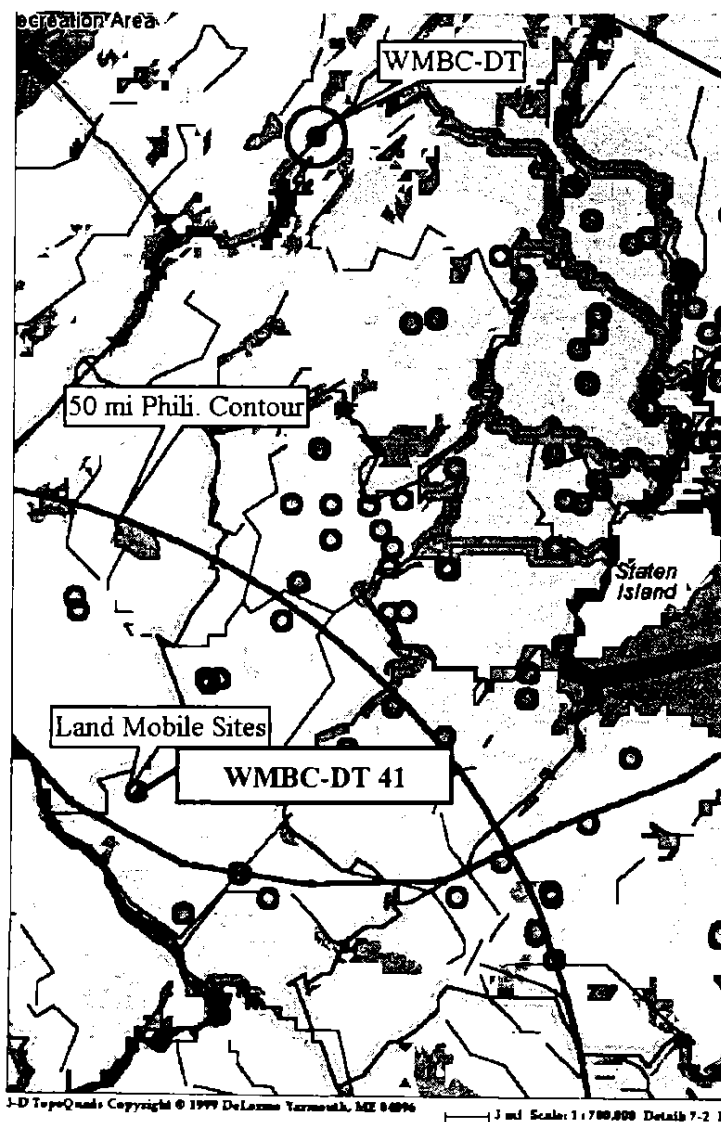 ecreation Area
WMBC-DT
50 mi Phili. Contour
Staten
Island
Land Mobile Sites
WMBC-DT 41
3-D TopoQuads Copyright © 1999 DeLorme Yarmouth, ME 04096
3 mi Scale: 1 : 700,000 Detail: 7-2